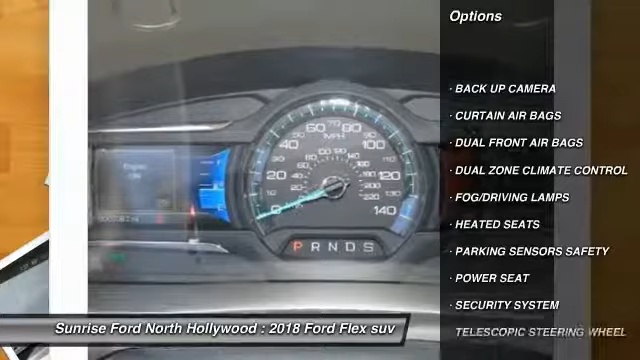 Options
· BACK UP CAMERA
· CURTAIN AIR BAGS
· DUAL FRONT AIR BAGS
· DUAL ZONE CLIMATE CONTROL
· FOG/DRIVING LAMPS
· HEATED SEATS
· PARKING SENSORS SAFETY
· POWER SEAT
· SECURITY SYSTEM
· TELESCOPIC STEERING WHEEL
0 20 40 60 80 100 120 140
MPH
P R N D S
Sunrise Ford North Hollywood : 2018 Ford Flex suv